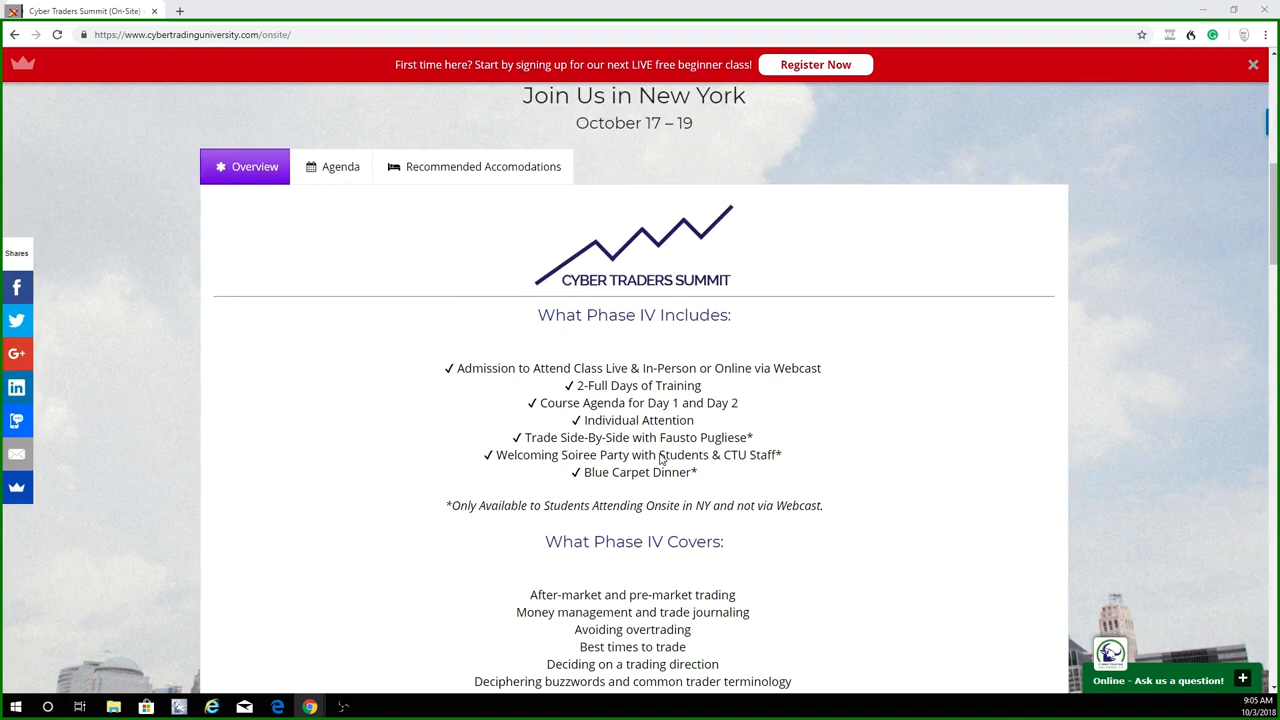 Cyber Traders Summit (On-Site) -
https://www.cybertradinguniversity.com/onsite/
First time here? Start by signing up for our next LIVE free beginner class!
Register Now
Join Us in New York
October 17 – 19
Overview
Agenda
Recommended Accomodations
CYBER TRADERS SUMMIT
What Phase IV Includes:
✓ Admission to Attend Class Live & In-Person or Online via Webcast
✓ 2-Full Days of Training
✓ Course Agenda for Day 1 and Day 2
✓ Individual Attention
✓ Trade Side-By-Side with Fausto Pugliese*
✓ Welcoming Soiree Party with Students & CTU Staff*
✓ Blue Carpet Dinner*
*Only Available to Students Attending Onsite in NY and not via Webcast.
What Phase IV Covers:
After-market and pre-market trading
Money management and trade journaling
Avoiding overtrading
Best times to trade
Deciding on a trading direction
Deciphering buzzwords and common trader terminology
Shares
Online - Ask us a question!
9:05 AM
10/3/2018